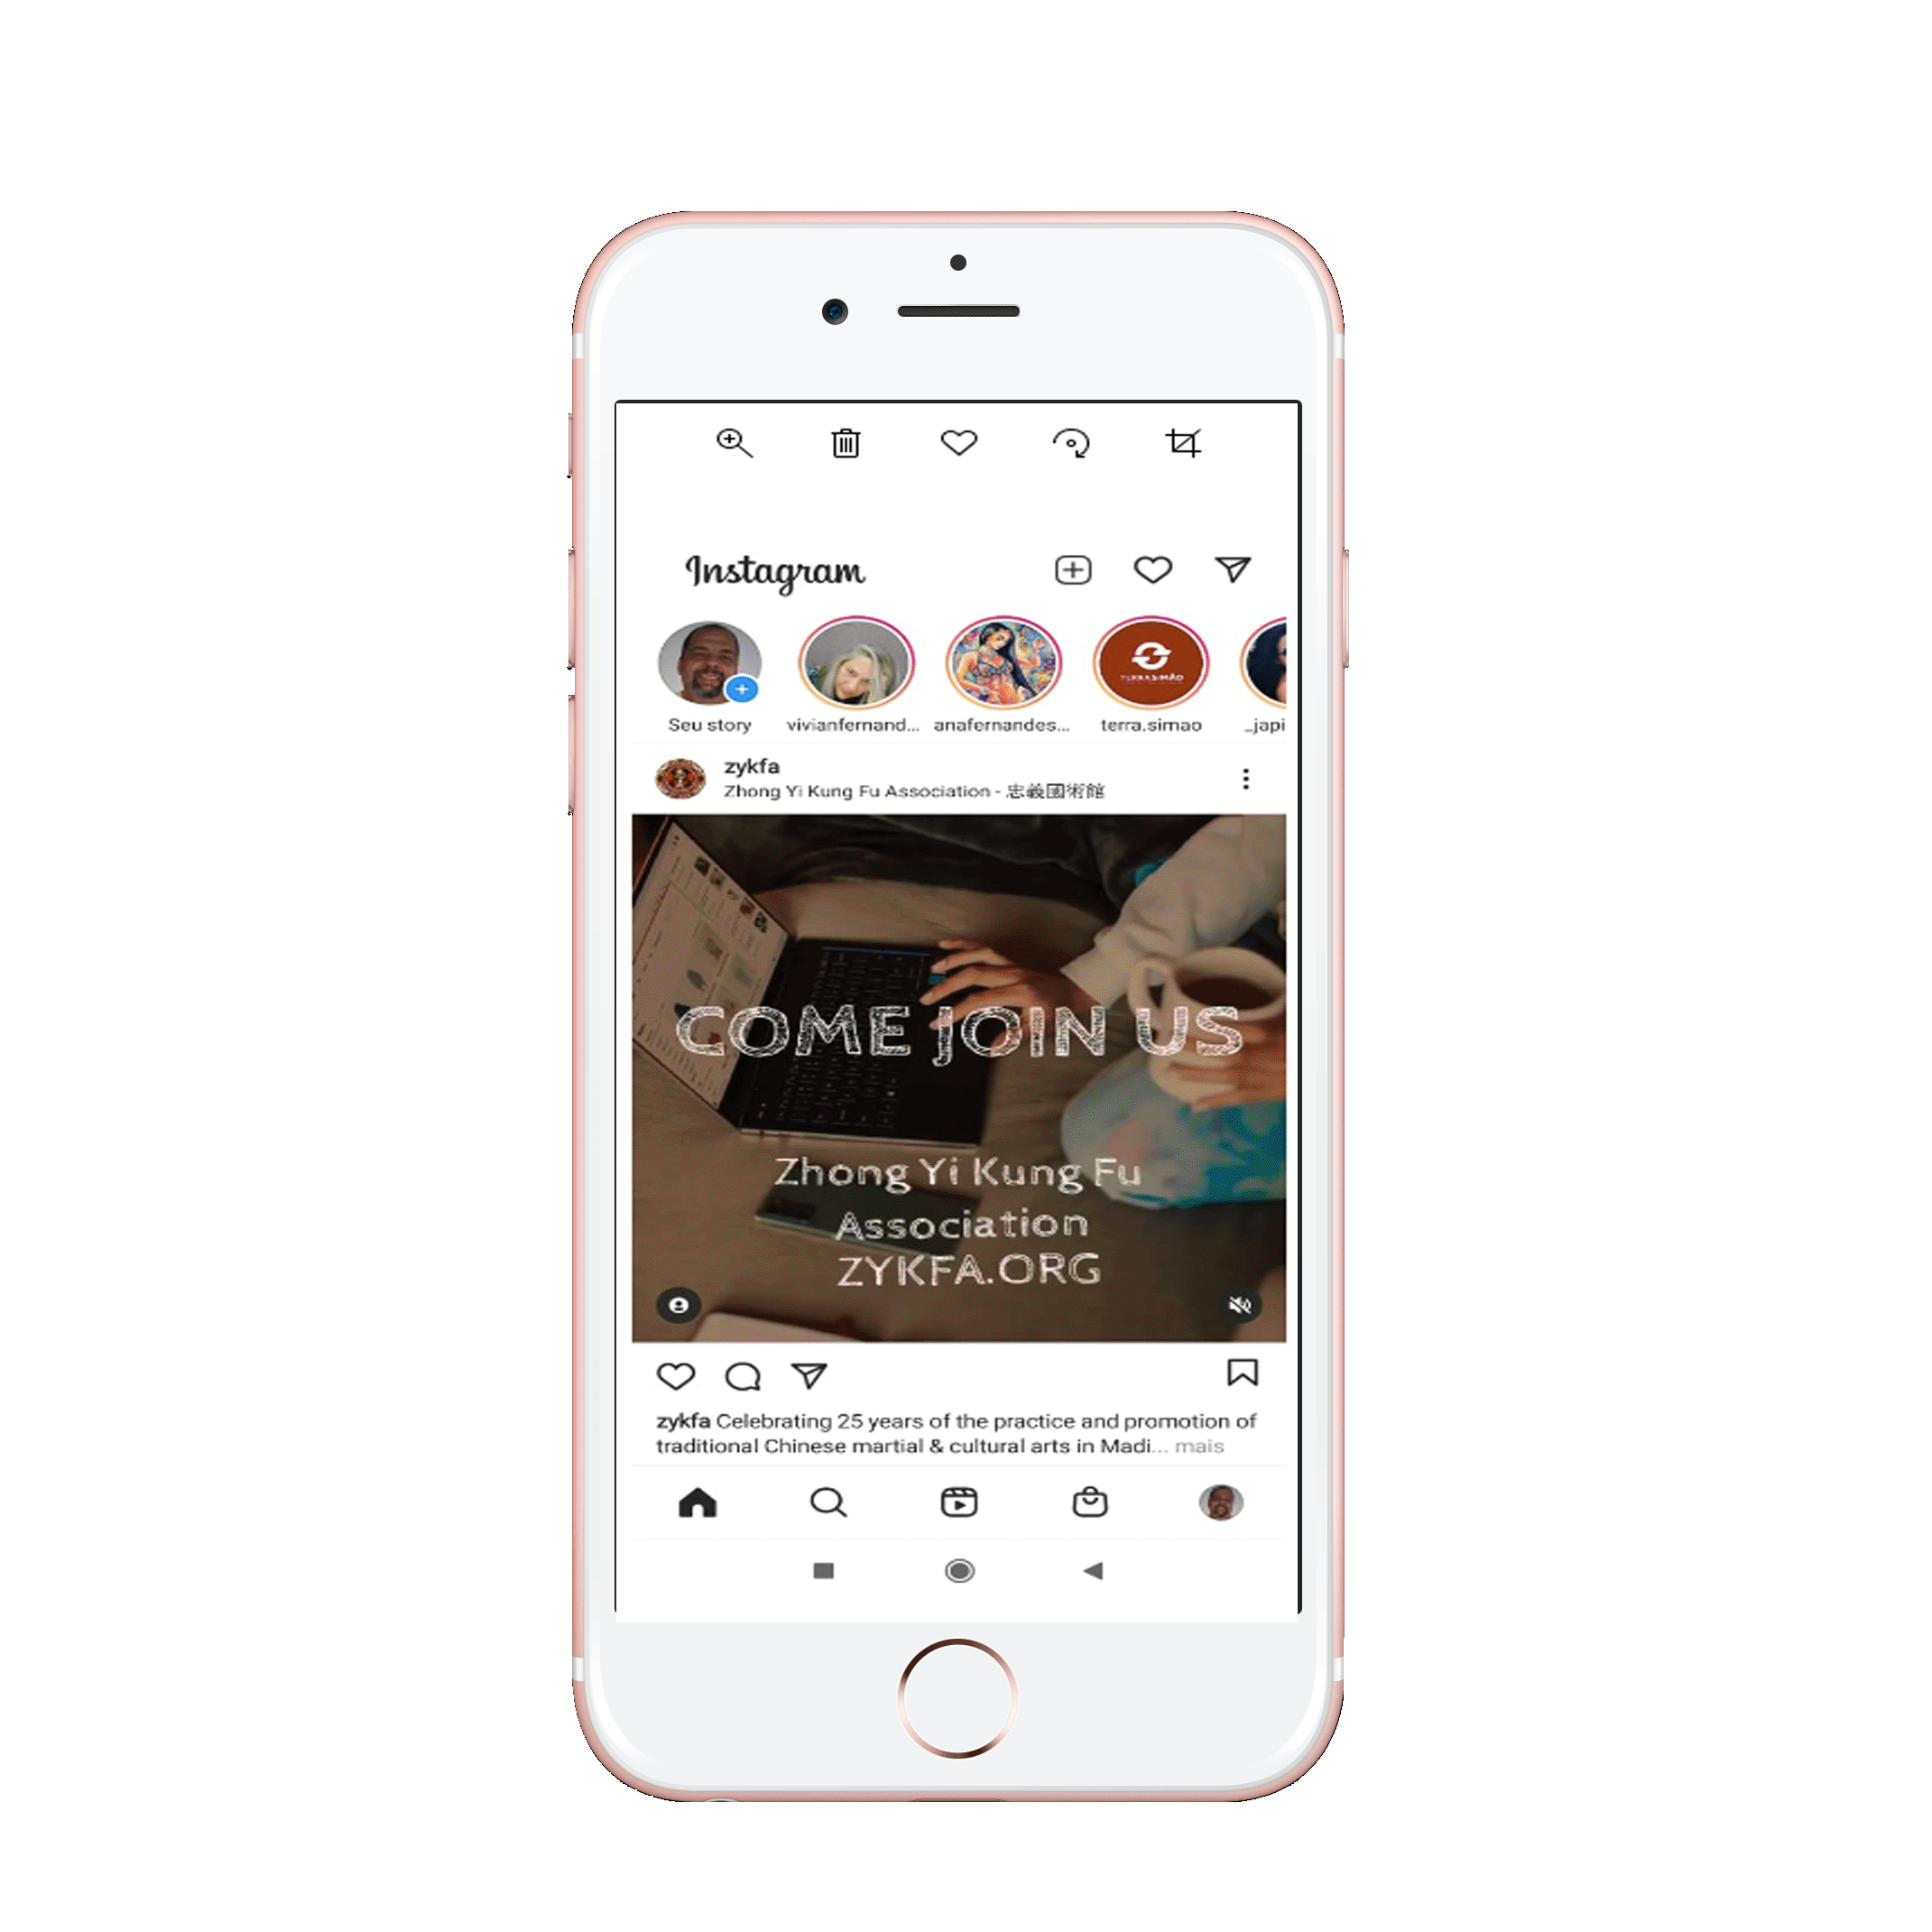 Instagram
Seu story
vivianfernand...
anafernandes...
terra.simao
_japi
TERRA SIMÃO
zykfa
Zhong Yi Kung Fu Association - 忠義國術館
COME JOIN US
Zhong Yi Kung Fu
Association
ZYKFA.ORG
zykfa Celebrating 25 years of the practice and promotion of
traditional Chinese martial & cultural arts in Madi... mais